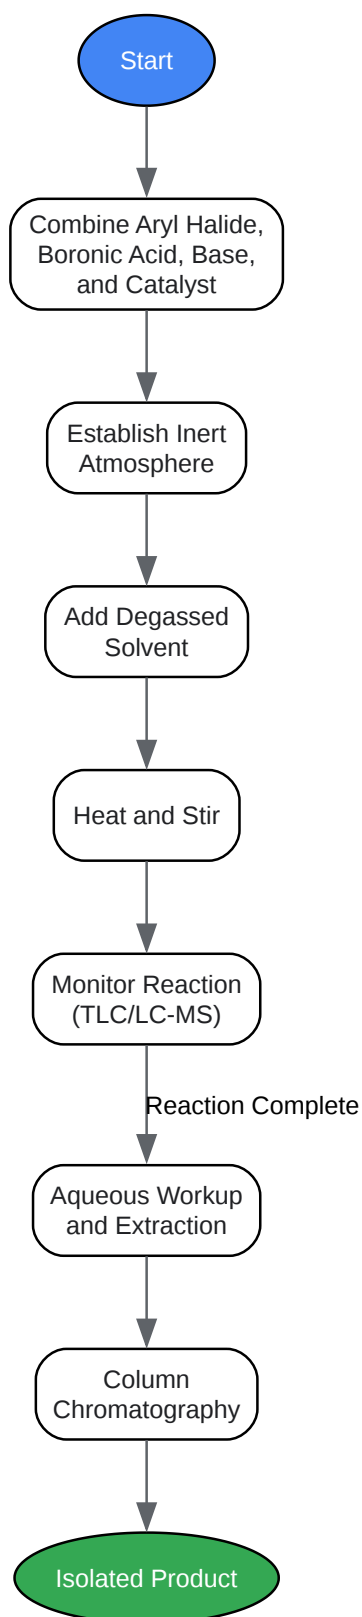 Start
Combine Aryl Halide,
Boronic Acid, Base,
and Catalyst
Establish Inert
Atmosphere
Add Degassed
Solvent
Heat and Stir
Monitor Reaction
(TLC/LC-MS)
Reaction Complete
Aqueous Workup
and Extraction
Column
Chromatography
Isolated Product